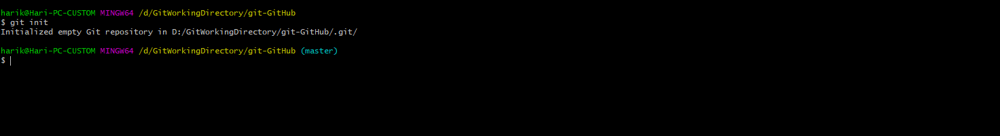 harik@Hari-PC-CUSTOM MINGW64 /d/GitWorkingDirectory/git-GitHub
$ git init
Initialized empty Git repository in D:/GitWorkingDirectory/git-GitHub/.git/
harik@Hari-PC-CUSTOM MINGW64 /d/GitWorkingDirectory/git-GitHub (master)
$